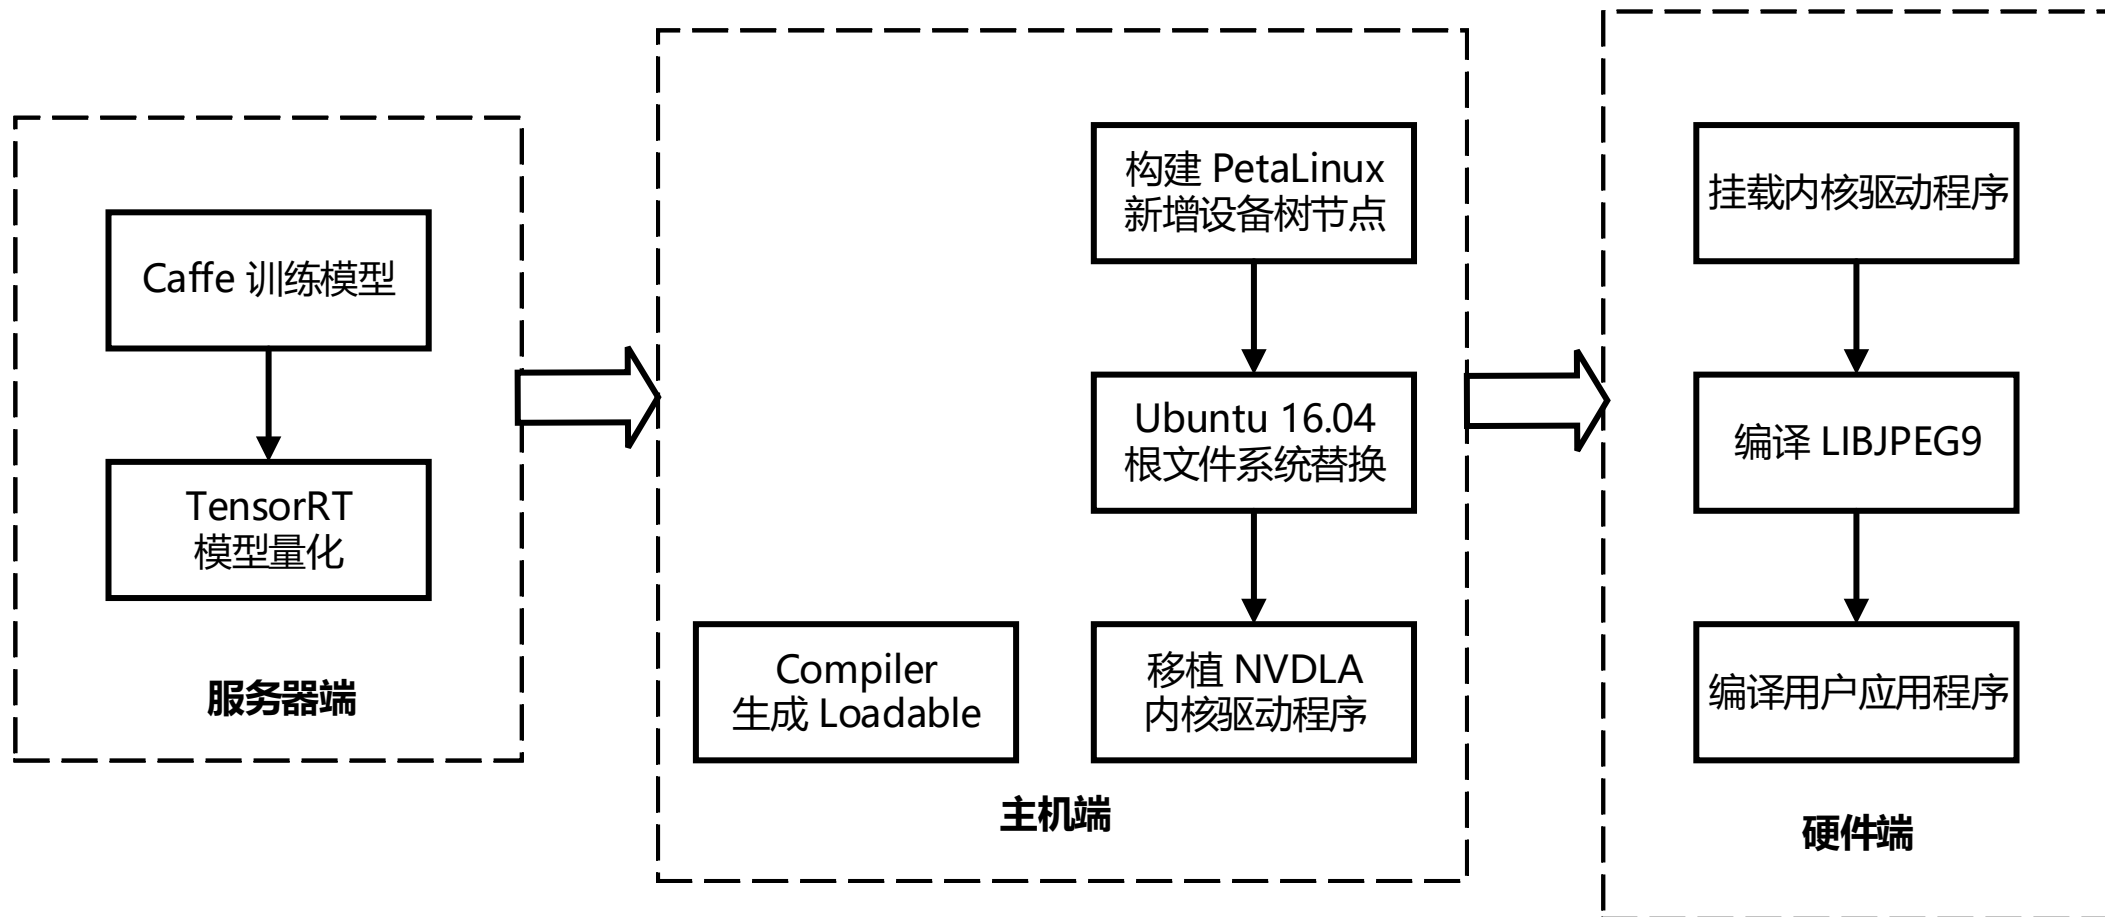 Caffe 训练模型
TensorRT
模型量化
服务器端
构建 PetaLinux
新增设备树节点
Ubuntu 16.04
根文件系统替换
Compiler
生成 Loadable
移植 NVDLA
内核驱动程序
主机端
挂载内核驱动程序
编译 LIBJPEG9
编译用户应用程序
硬件端